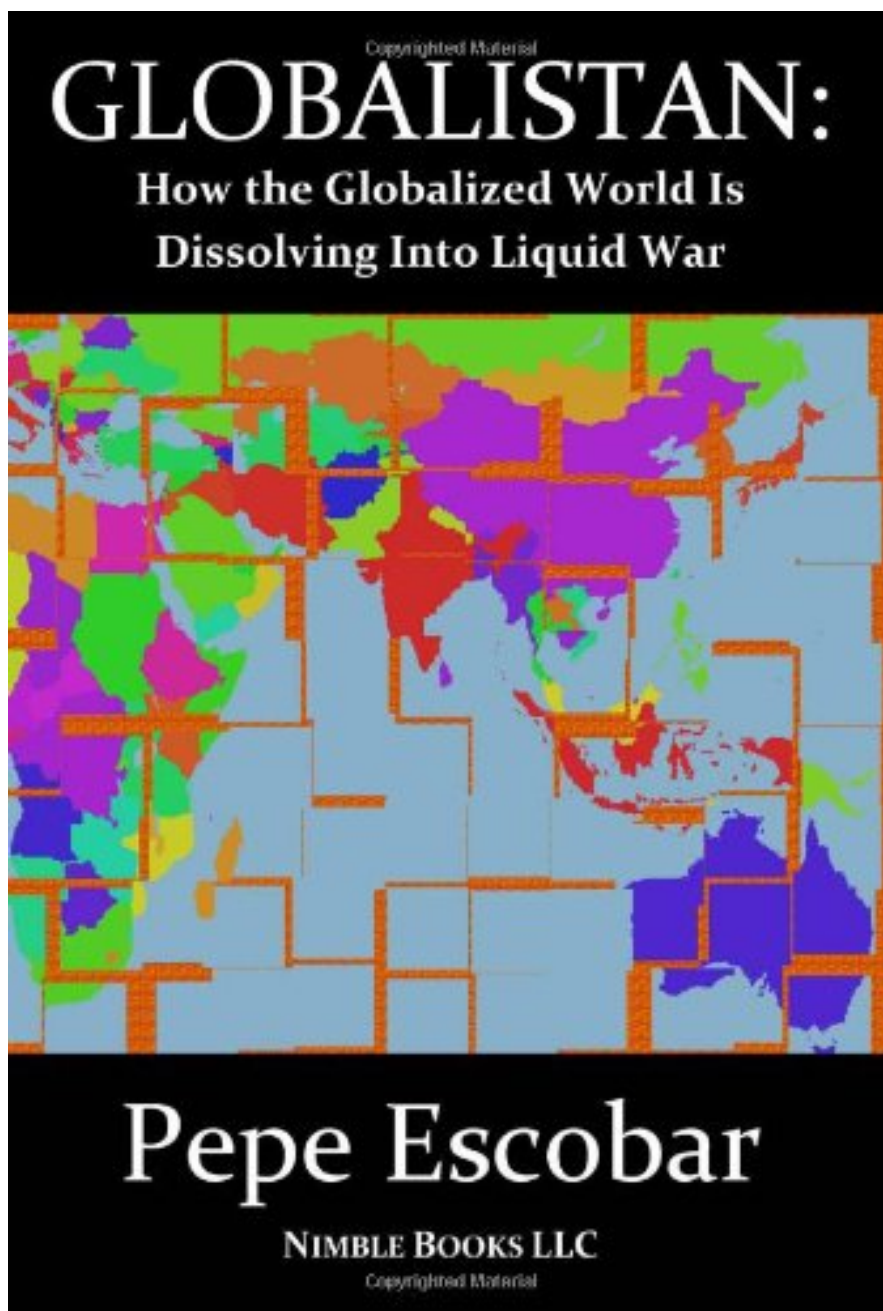 Copyrighted Material
GLOBALISTAN:
How the Globalized World Is
Dissolving Into Liquid War
Pepe Escobar
NIMBLE BOOKS LLC
Copyrighted Material